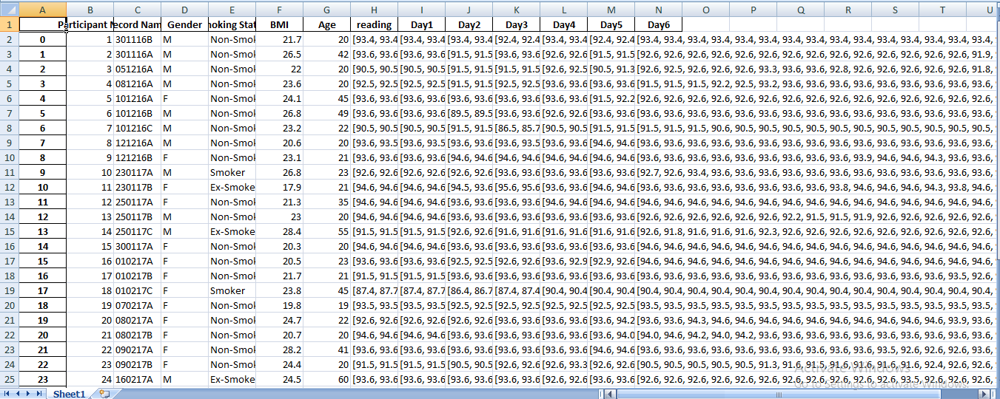 A B C D E F G H I J K L M N O P Q R S T U
1 Pa rticipant N ecord Nam Gender noking Stat BMI Age reading Day1 Day2 Day3 Day4 Day5 Day6
2 0 1 301116B M Non-Smok 21.7 20 [93.4, 93.4 [93.4, 93.4 [93.4, 93.4 [92.4, 92.4 [93.4, 93.4 [92.4, 92.4 [93.4, 93.4, 93.4, 93.4, 93.4, 93.4, 93.4, 93.4, 93.4, 93.4, 93.4, 93.4, 93.4, 93.4, 93.4,
3 1 2 301116A M Non-Smok 26.5 42 [93.6, 93.6 [93.6, 93.6 [91.5, 91.5 [93.6, 93.6 [92.6, 92.6 [91.5, 91.5 [93.6, 92.6, 92.6, 92.6, 92.6, 92.6, 92.6, 92.6, 92.6, 92.6, 92.6, 92.6, 92.6, 92.6, 91.9,
4 2 3 051216A M Non-Smok 22 20 [90.5, 90.5 [90.5, 90.5 [91.5, 91.5 [91.5, 91.5 [92.6, 92.5 [90.5, 91.3 [92.6, 92.5, 92.6, 92.6, 92.6, 93.3, 93.6, 93.6, 92.8, 92.6, 92.6, 92.6, 92.6, 92.6, 91.8,
5 3 4 081216A M Non-Smok 23.6 20 [92.5, 92.5 [92.5, 92.5 [91.5, 91.5 [92.5, 92.5 [93.6, 93.6 [93.6, 93.6 [91.5, 91.5, 91.5, 92.2, 92.5, 93.2, 93.6, 93.6, 93.6, 93.6, 93.6, 93.6, 93.6, 93.6, 93.6,
6 4 5 101216A F Non-Smok 24.1 45 [93.6, 93.6 [93.6, 93.6 [93.6, 93.6 [93.6, 93.6 [93.6, 93.6 [91.5, 92.2 [92.6, 92.6, 92.6, 92.6, 92.6, 92.6, 92.6, 92.6, 92.6, 92.6, 92.6, 92.6, 92.6, 92.6, 92.6,
7 5 6 101216B M Non-Smok 26.8 49 [93.6, 93.6 [93.6, 93.6 [89.5, 89.5 [93.6, 93.6 [92.6, 92.6 [93.6, 93.6 [93.6, 93.6, 93.6, 93.6, 93.6, 93.6, 93.6, 93.6, 93.6, 93.6, 93.6, 93.6, 93.6, 93.6, 93.6,
8 6 7 101216C M Non-Smok 23.2 22 [90.5, 90.5 [90.5, 90.5 [91.5, 91.5 [86.5, 85.7 [90.5, 90.5 [91.5, 91.5 [91.5, 91.5, 91.5, 90.6, 90.5, 90.5, 90.5, 90.5, 90.5, 90.5, 90.5, 90.5, 90.5, 90.5, 90.5,
9 7 8 121216A M Non-Smok 20.6 20 [93.6, 93.5 [93.6, 93.5 [93.6, 93.6 [93.6, 93.5 [93.6, 93.6 [94.6, 94.6 [93.6, 93.6, 93.6, 93.6, 93.6, 93.6, 93.6, 93.6, 93.6, 93.6, 93.6, 93.6, 93.6, 93.6, 93.6,
10 8 9 121216B F Non-Smok 23.1 21 [93.6, 93.6 [93.6, 93.6 [94.6, 94.6 [94.6, 94.6 [94.6, 94.6 [93.6, 93.6 [93.6, 93.6, 93.6, 93.6, 93.6, 93.6, 93.6, 93.6, 93.6, 93.9, 94.6, 94.6, 94.3, 93.6, 93.6,
11 9 10 230117A M Smoker 26.8 23 [92.6, 92.6 [92.6, 92.6 [92.6, 92.6 [93.6, 93.6 [93.6, 93.6 [93.6, 93.6 [92.7, 92.6, 93.4, 93.6, 93.6, 93.6, 93.6, 93.6, 93.6, 93.6, 93.6, 93.6, 93.6, 93.6, 93.6,
12 10 11 230117B F Ex-Smoke 17.9 21 [94.6, 94.6 [94.6, 94.6 [94.5, 93.6 [95.6, 95.6 [93.6, 93.6 [94.6, 94.6 [93.6, 93.6, 93.6, 93.6, 93.6, 93.6, 93.6, 93.6, 93.8, 94.6, 94.6, 94.6, 94.3, 93.8, 94.6,
13 11 12 250117A F Non-Smok 21.3 35 [94.6, 94.6 [94.6, 94.6 [93.6, 93.6 [93.6, 93.6 [93.6, 93.6 [93.6, 93.6 [94.6, 94.6, 94.6, 94.6, 94.6, 94.6, 94.6, 94.6, 94.6, 94.6, 94.6, 94.6, 94.6, 94.6, 94.6,
14 12 13 250117B M Non-Smok 23 20 [94.6, 94.6 [94.6, 94.6 [93.6, 93.6 [93.6, 93.6 [93.6, 93.6 [93.6, 93.6 [92.6, 92.6, 92.6, 92.6, 92.6, 92.6, 92.2, 91.5, 91.5, 91.9, 92.6, 92.6, 92.6, 92.6, 92.6,
15 13 14 250117C M Ex-Smoke 28.4 55 [91.5, 91.5 [91.5, 91.5 [92.6, 92.6 [91.6, 91.6 [91.6, 91.6 [93.6, 93.6 [92.6, 91.8, 91.6, 91.6, 91.6, 92.3, 92.6, 92.6, 92.6, 92.6, 92.6, 92.6, 92.6, 92.6, 92.6,
16 14 15 300117A F Non-Smok 20.3 20 [94.6, 94.6 [94.6, 94.6 [93.6, 93.6 [93.6, 93.6 [93.6, 93.6 [93.6, 93.6 [94.6, 94.6, 94.6, 94.6, 94.6, 94.6, 94.6, 94.6, 94.6, 94.6, 94.6, 94.6, 94.6, 94.6, 94.6,
17 15 16 010217A F Non-Smok 20.5 23 [93.6, 93.6 [93.6, 93.6 [92.5, 92.5 [92.6, 92.6 [93.6, 92.9 [92.9, 92.6 [94.6, 94.6, 94.6, 94.6, 94.6, 94.6, 94.6, 94.6, 94.6, 94.6, 94.6, 94.6, 94.6, 94.6, 94.6,
18 16 17 010217B F Non-Smok 21.7 21 [91.5, 91.5 [91.5, 91.5 [93.6, 93.6 [93.6, 93.6 [93.6, 93.6 [93.6, 93.6 [93.6, 93.6, 93.6, 93.6, 93.6, 93.6, 93.6, 93.6, 93.6, 93.6, 93.6, 93.6, 93.6, 93.6, 92.6,
19 17 18 010217C F Smoker 23.8 45 [87.4, 87.7 [87.4, 87.7 [86.4, 86.7 [87.4, 87.4 [90.4, 90.4 [90.4, 90.4 [90.4, 90.4, 90.4, 90.4, 90.4, 90.4, 90.4, 90.4, 90.4, 90.4, 90.4, 90.4, 90.4, 90.4, 90.4,
20 18 19 070217A F Non-Smok 19.8 19 [93.5, 93.5 [93.5, 93.5 [92.5, 92.5 [92.5, 92.5 [92.5, 92.5 [92.5, 92.5 [93.5, 93.5, 93.5, 93.5, 93.5, 93.5, 93.5, 93.5, 93.5, 93.5, 93.5, 93.5, 93.5, 93.5, 93.5,
21 19 20 080217A F Non-Smok 24.7 22 [92.6, 92.6 [92.6, 92.6 [92.6, 92.6 [93.6, 93.6 [93.6, 93.6 [93.6, 94.2 [93.6, 93.6, 94.3, 94.6, 94.6, 94.6, 94.6, 94.6, 94.6, 94.6, 94.6, 94.6, 94.6, 93.9, 93.6,
22 20 21 080217B F Non-Smok 20.7 20 [94.6, 94.6 [94.6, 94.6 [93.6, 93.6 [93.6, 93.6 [93.6, 93.6 [93.6, 94.0 [94.0, 94.6, 94.2, 94.0, 94.2, 93.6, 93.6, 93.6, 93.6, 93.6, 93.6, 93.6, 93.6, 93.6, 93.6,
23 21 22 090217A F Non-Smok 28.2 41 [93.6, 93.6 [93.6, 93.6 [93.6, 93.6 [93.6, 93.6 [93.6, 93.6 [94.6, 94.6 [93.6, 93.6, 93.6, 93.6, 93.6, 93.6, 93.6, 93.6, 93.6, 93.6, 93.5, 92.6, 92.6, 92.6, 93.6,
24 22 23 090217B F Non-Smok 24.4 20 [91.5, 91.5 [91.5, 91.5 [90.5, 90.5 [92.6, 92.6 [92.6, 93.3 [92.6, 92.6 [90.5, 90.5, 90.5, 90.5, 90.5, 91.3, 91.6, 91.5, 91.6, 91.6, 91.6, 91.6, 92.4, 92.6, 92.6,
25 23 24 160217A M Ex-Smoke 24.5 60 [93.6, 93.6 [93.6, 93.6 [93.6, 93.6 [93.6, 93.6 [93.6, 93.6 [93.6, 93.6 [92.6, 92.6, 92.6, 92.6, 92.6, 92.6, 92.6, 92.6, 92.6, 92.6, 92.6, 93.5, 92.6, 92.6, 92.6,
Activate Windows
Go to Settings to activate Windows.
Sheet1